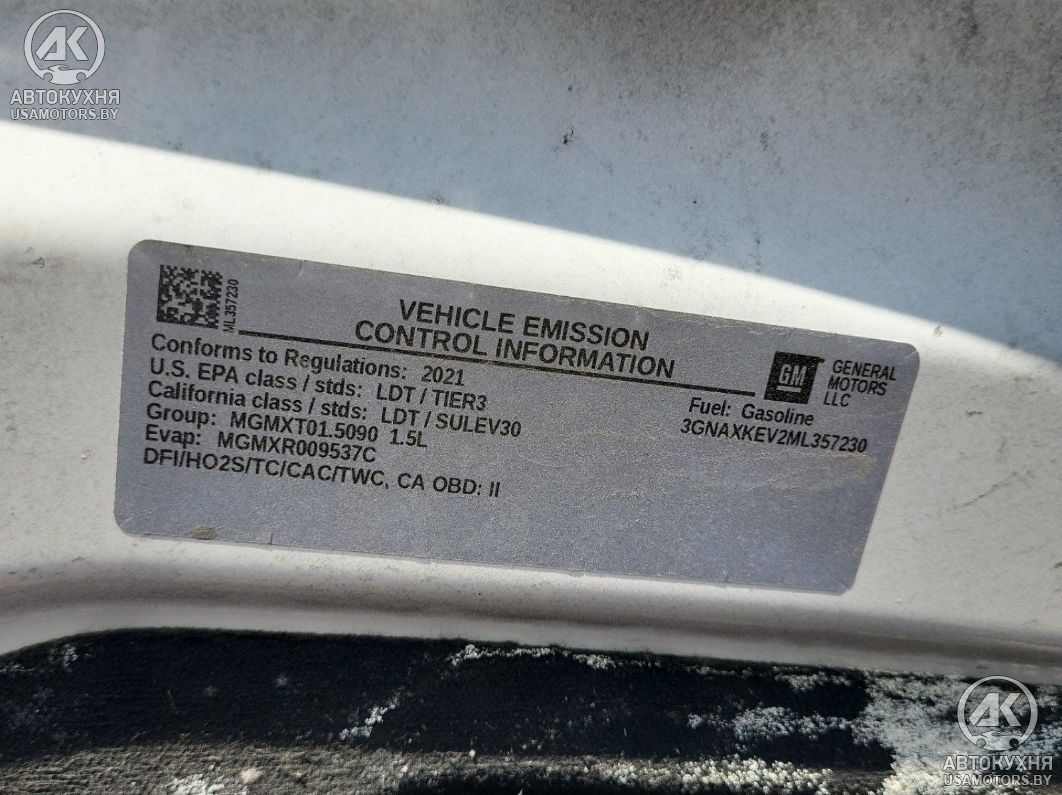 АК
АВТОКУХНЯ
USAMOTORS.BY
ML357230
VEHICLE EMISSION
CONTROL INFORMATION
Conforms to Regulations: 2021
U.S. EPA class / stds: LDT / TIER3
California class / stds: LDT / SULEV30
Group: MGMXT01.5090 1.5L
Evap: MGMXR009537C
DFI/HO2S/TC/CAC/TWC, CA OBD: II
GM
GENERAL
MOTORS
LLC
Fuel: Gasoline
3GNAXKEV2ML357230
АК
АВТОКУХНЯ
USAMOTORS.BY